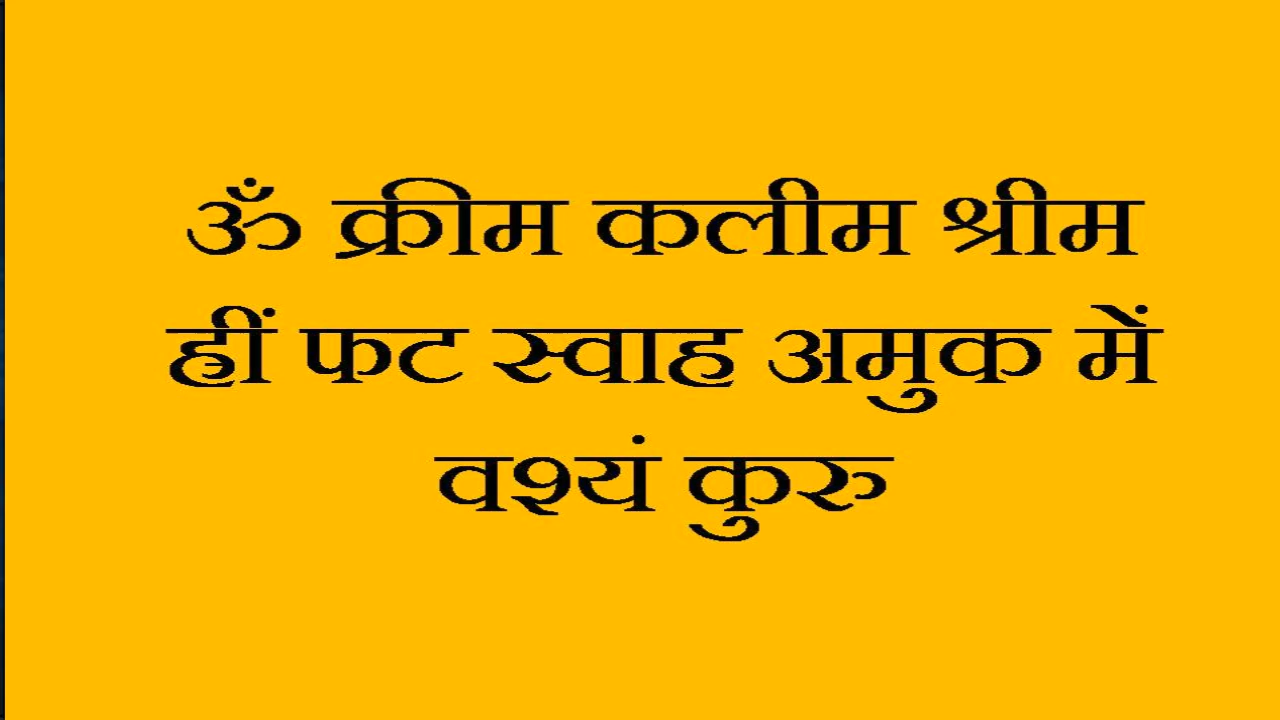 ॐ क्रीम कलीम श्रीम
ह्रीं फट स्वाह अमुक में
वश्यं कुरु